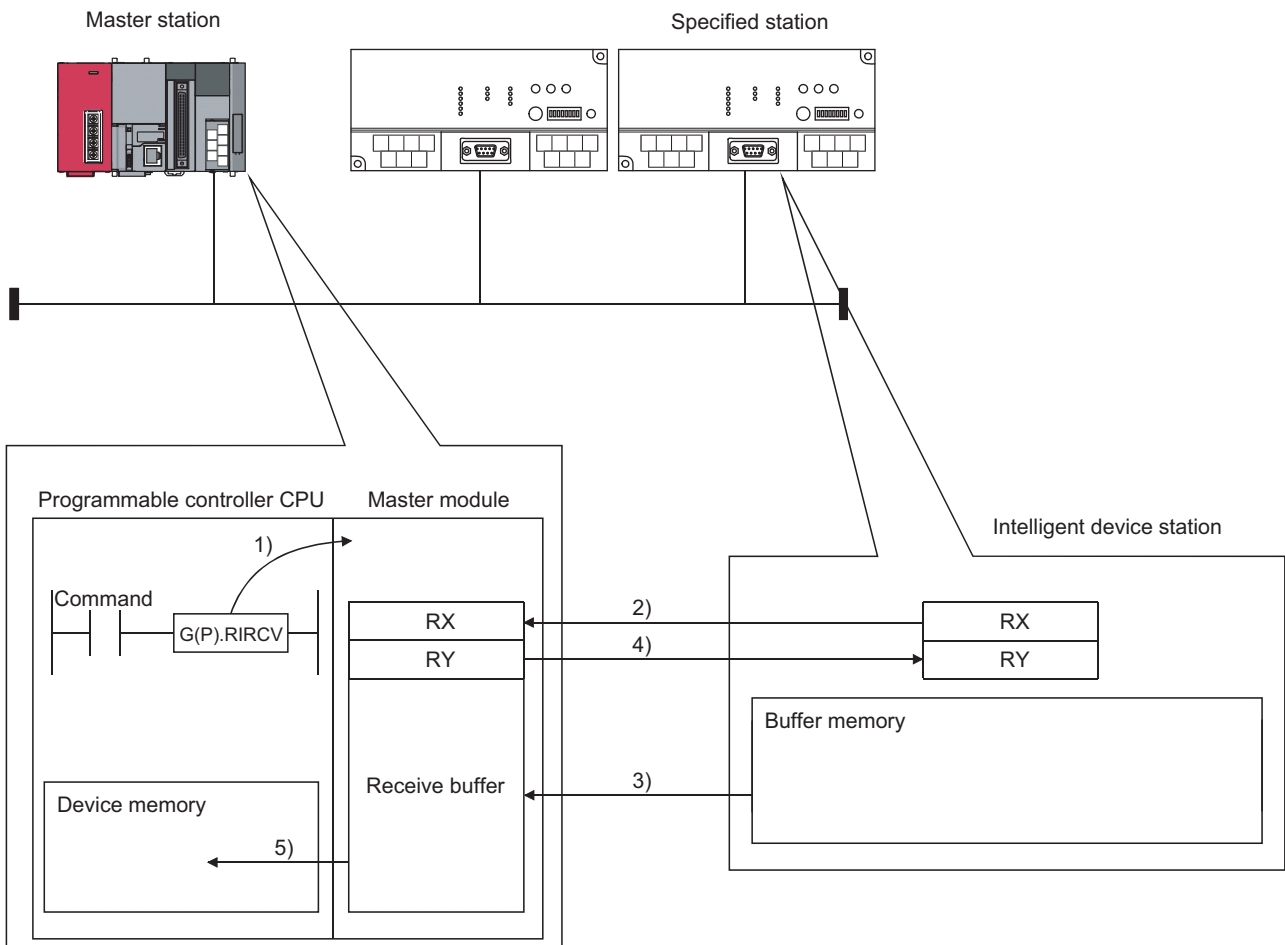 Master station
Specified station
Programmable controller CPU
Master module
Intelligent device station
1)
Command
G(P).RIRCV
RX
2)
RX
RY
4)
RY
Buffer memory
Receive buffer
3)
Device memory
5)